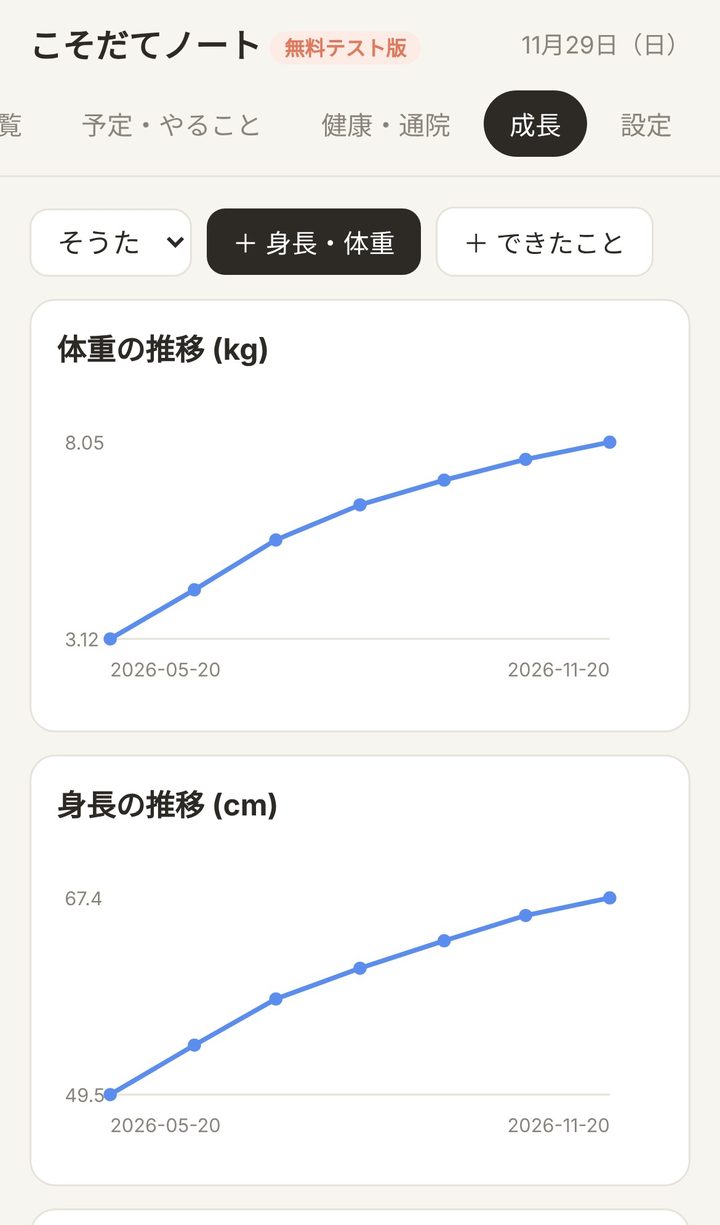 こそだてノート 無料テスト版 11月29日（日）
覧 予定・やること 健康・通院 成長 設定
そうた ＋ 身長・体重 ＋ できたこと
体重の推移 (kg)
8.05
3.12
2026-05-20 2026-11-20
身長の推移 (cm)
67.4
49.5
2026-05-20 2026-11-20